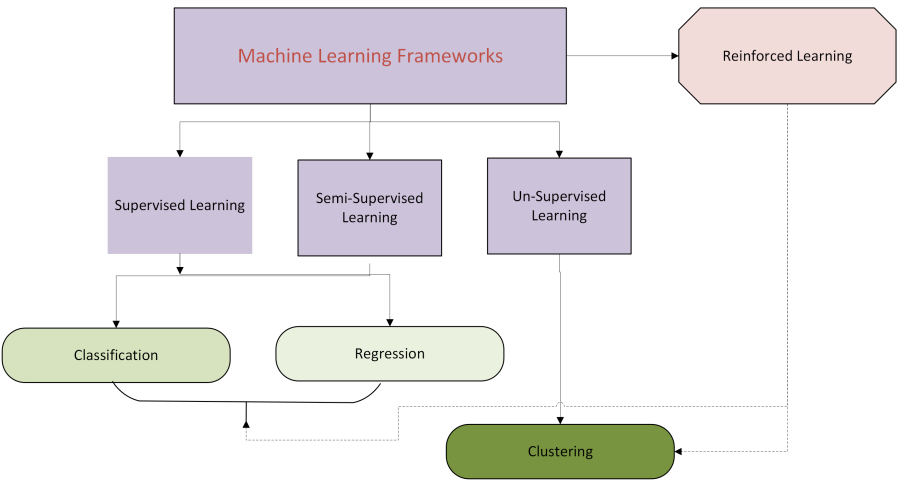 Machine Learning Frameworks
Reinforced Learning
Supervised Learning
Semi-Supervised
Learning
Un-Supervised
Learning
Classification
Regression
Clustering